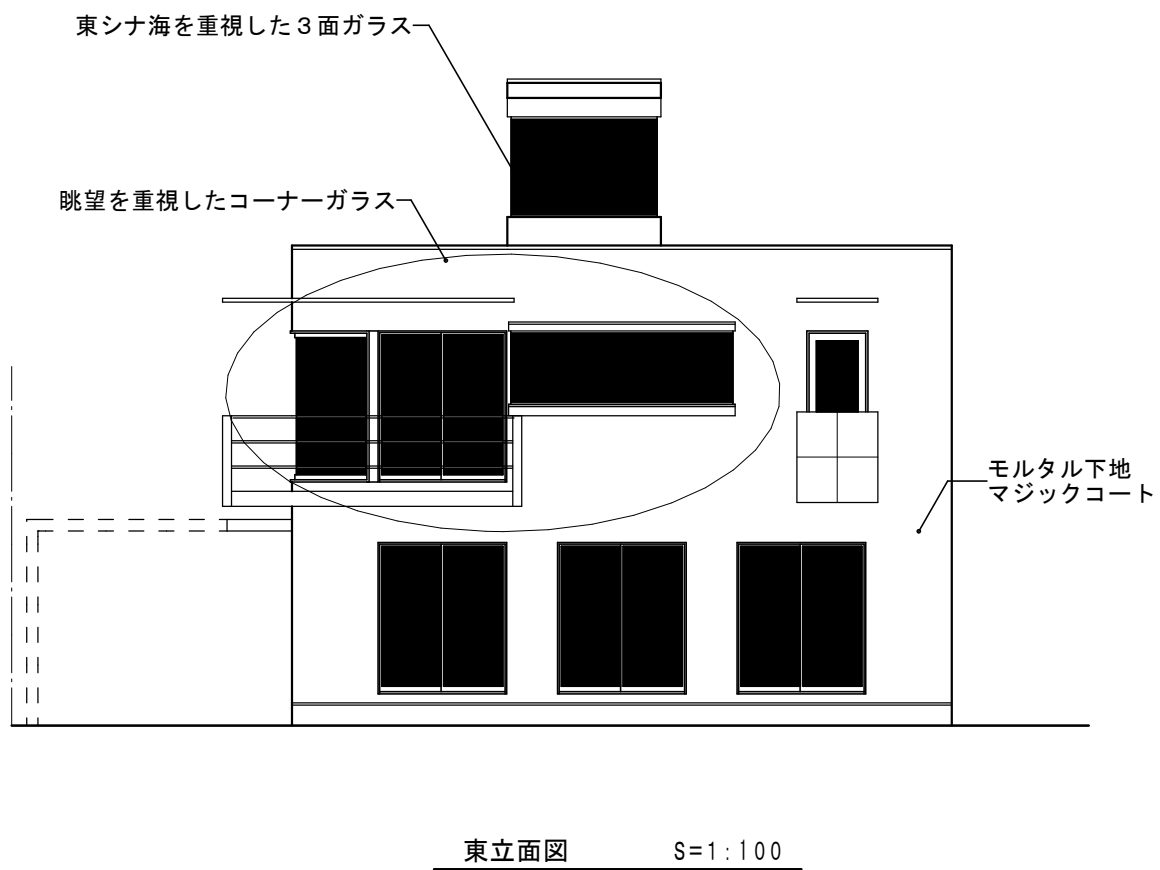 東シナ海を重視した３面ガラス
眺望を重視したコーナーガラス
モルタル下地
マジックコート
東立面図 S=1:100